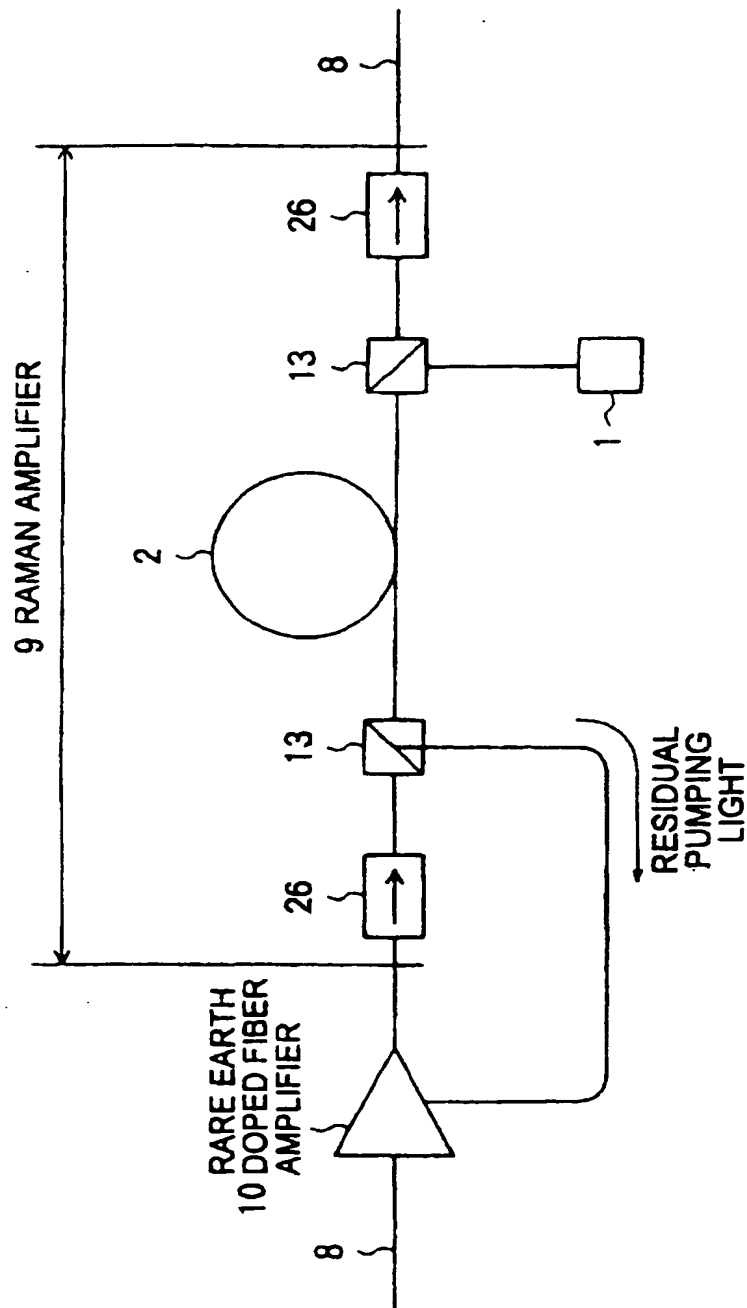 9 RAMAN AMPLIFIER
8
26
13
2
13
26
1
RESIDUAL
PUMPING
LIGHT
RARE EARTH
10 DOPED FIBER
AMPLIFIER
8